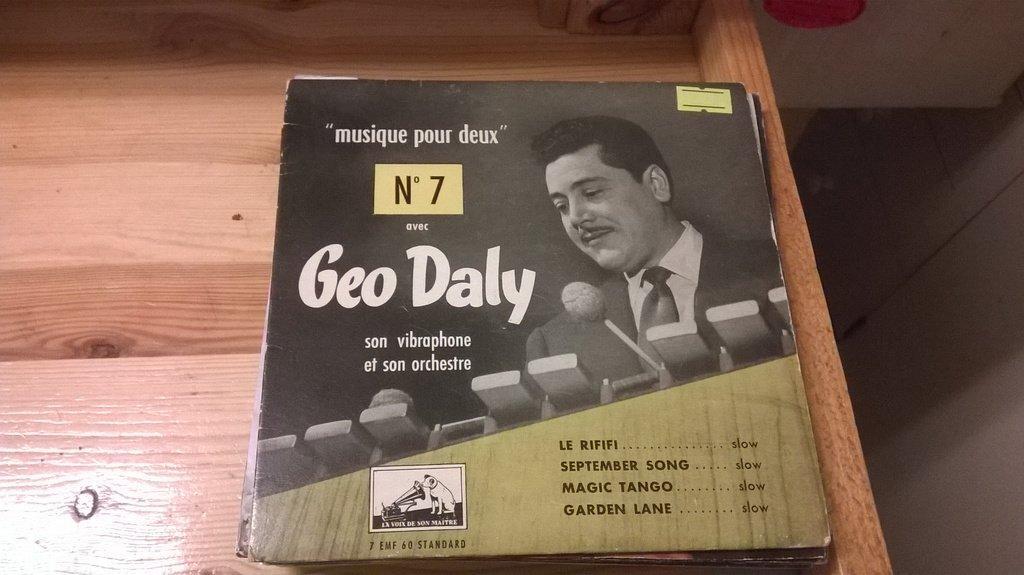 "musique pour deux"
Nº 7
avec
Geo Daly
son vibraphone
et son orchestre
LE RIFIFI .............. slow
SEPTEMBER SONG ..... slow
MAGIC TANGO ........ slow
GARDEN LANE ........ slow
LA VOIX DE SON MAITRE
7 EMF 60 STANDARD